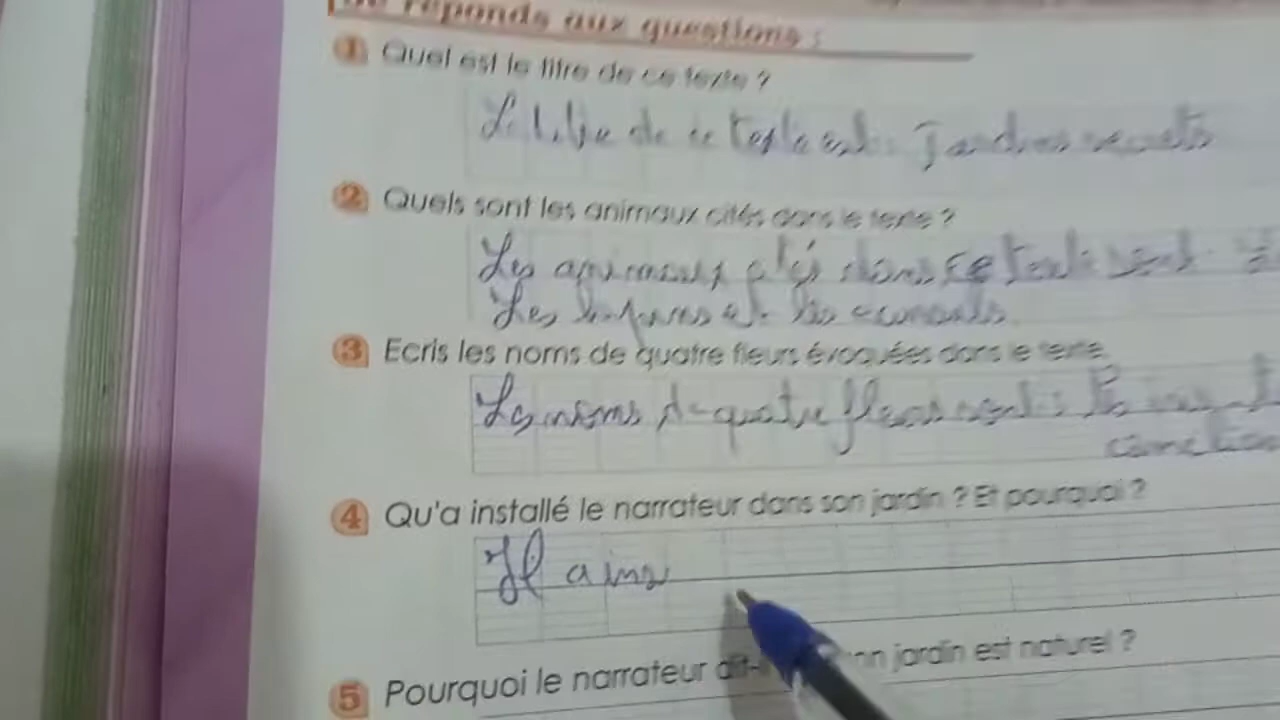 réponds aux questions :
1 Quel est le titre de ce texte ?
Le titre de ce texte est : Jardins secrets
2 Quels sont les animaux cités dans le texte ?
Les animaux cités dans ce texte sont
Les et les
3 Ecris les noms de quatre fleurs évoquées dans le texte.
Les noms de quatre fleurs sont : Les
4 Qu'a installé le narrateur dans son jardin ? Et pourquoi ?
Il a ins
5 Pourquoi le narrateur dit- jardin est naturel ?